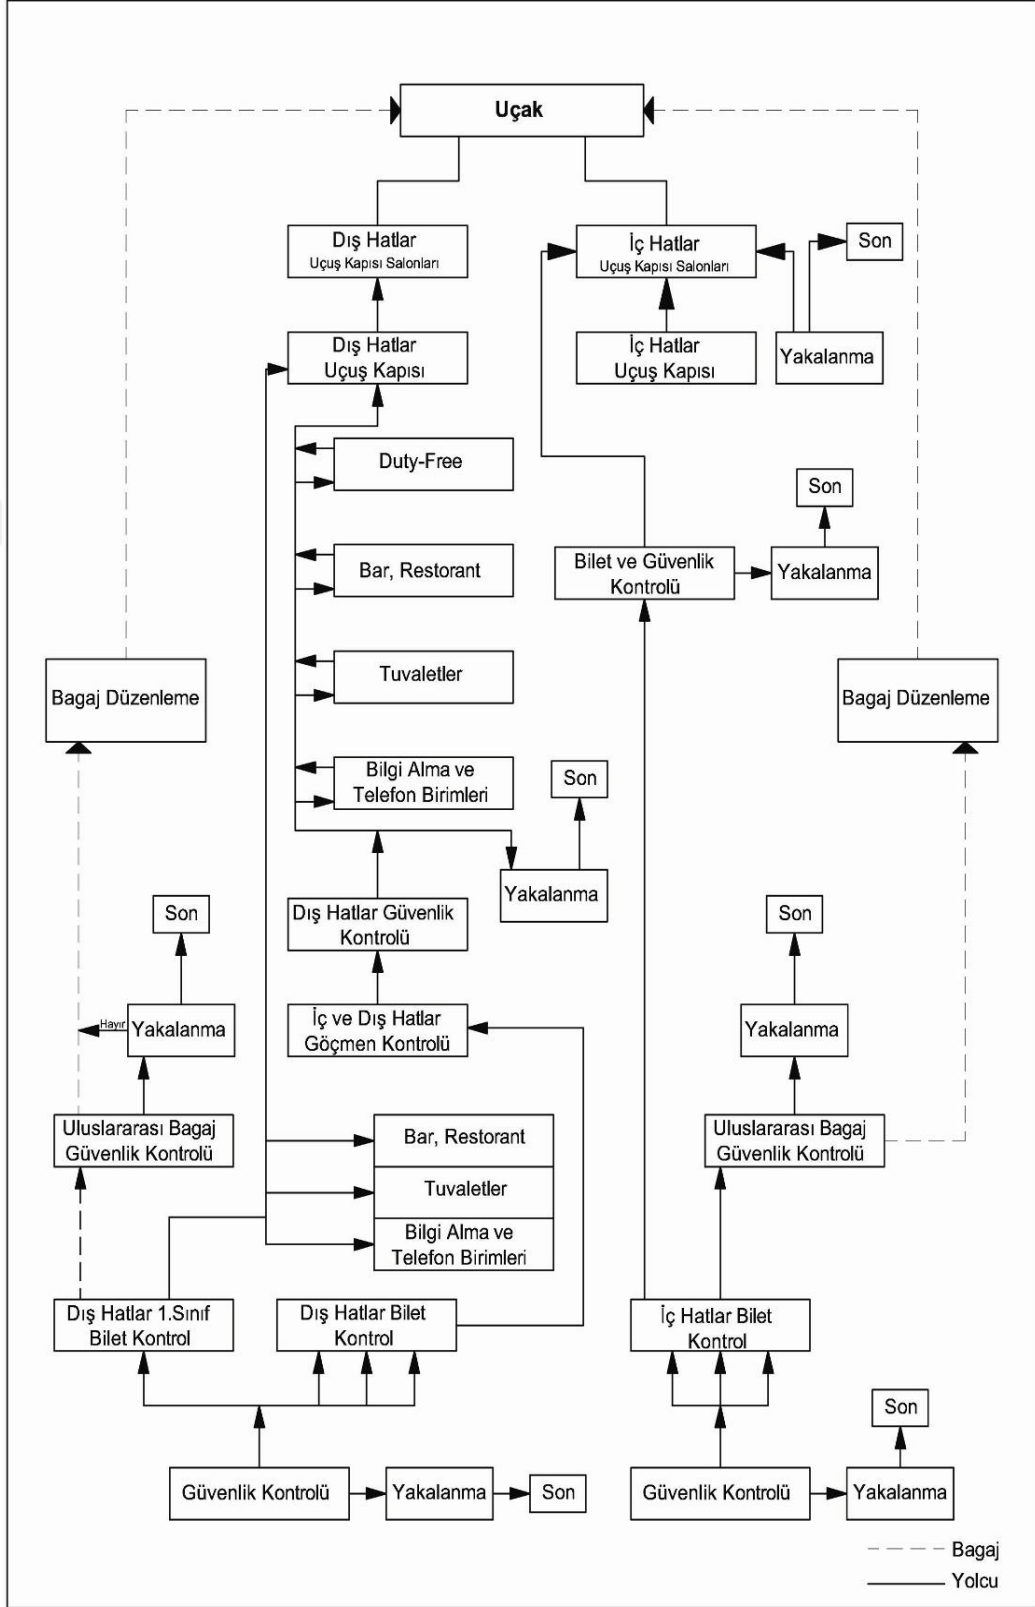 Uçak
Dış Hatlar
Uçuş Kapısı Salonları
İç Hatlar
Uçuş Kapısı Salonları
Son
Dış Hatlar
Uçuş Kapısı
İç Hatlar
Uçuş Kapısı
Yakalanma
Duty-Free
Son
Bar, Restorant
Bilet ve Güvenlik
Kontrolü
Yakalanma
Tuvaletler
Bagaj Düzenleme
Bagaj Düzenleme
Bilgi Alma ve
Telefon Birimleri
Son
Yakalanma
Son
Dış Hatlar Güvenlik
Kontrolü
Son
Hayır
Yakalanma
İç ve Dış Hatlar
Göçmen Kontrolü
Yakalanma
Uluslararası Bagaj
Güvenlik Kontrolü
Bar, Restorant
Tuvaletler
Bilgi Alma ve
Telefon Birimleri
Uluslararası Bagaj
Güvenlik Kontrolü
Dış Hatlar 1.Sınıf
Bilet Kontrol
Dış Hatlar Bilet
Kontrol
İç Hatlar Bilet
Kontrol
Son
Güvenlik Kontrolü
Yakalanma
Son
Güvenlik Kontrolü
Yakalanma
Bagaj
Yolcu